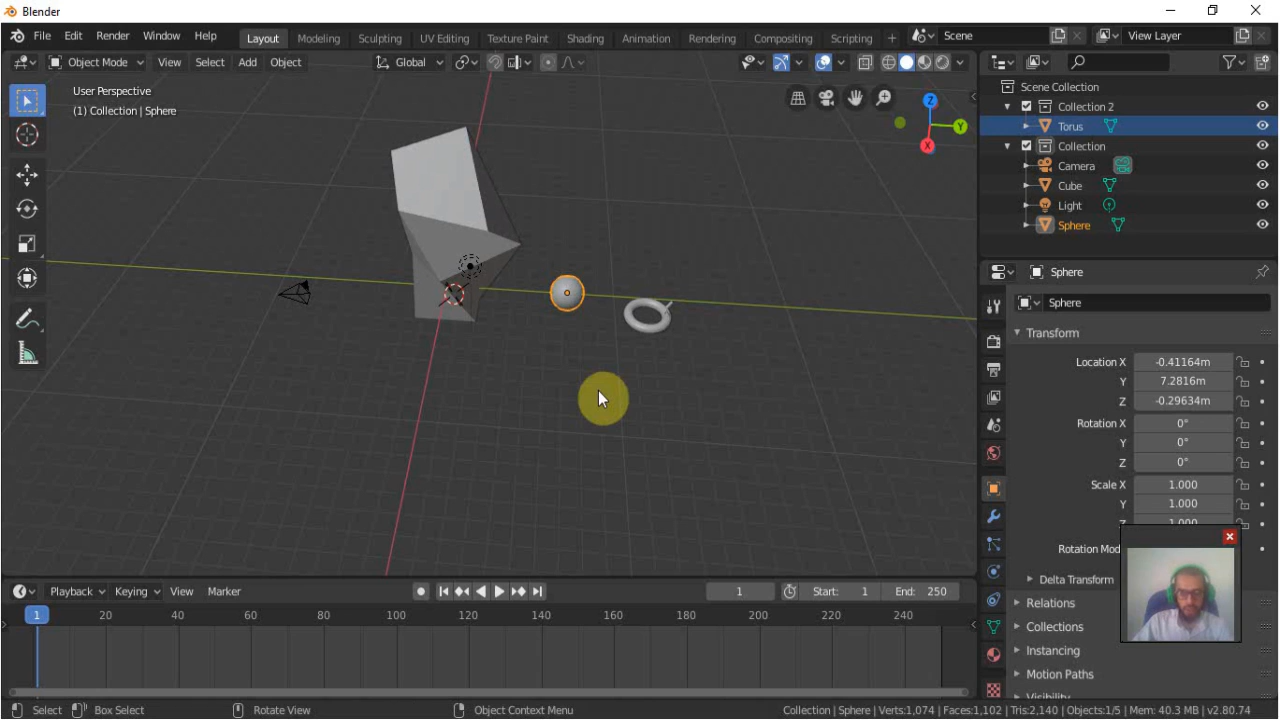 Blender
File Edit Render Window Help Layout Modeling Sculpting UV Editing Texture Paint Shading Animation Rendering Compositing Scripting + Scene View Layer
Object Mode View Select Add Object Global
User Perspective
(1) Collection | Sphere
Z
Y
X
Scene Collection
Collection 2
Torus
Collection
Camera
Cube
Light
Sphere
Sphere
Sphere
Transform
Location X -0.41164m
Y 7.2816m
Z -0.29634m
Rotation X 0°
Y 0°
Z 0°
Scale X 1.000
Y 1.000
Z 1.000
Rotation Mod
Delta Transform
Relations
Collections
Instancing
Motion Paths
Visibility
Playback Keying View Marker 1 Start: 1 End: 250
1 20 40 60 80 100 120 140 160 180 200 220 240
Select Box Select Rotate View Object Context Menu Collection | Sphere | Verts:1,074 | Faces:1,102 | Tris:2,140 | Objects:1/5 | Mem: 40.3 MB | v2.80.74